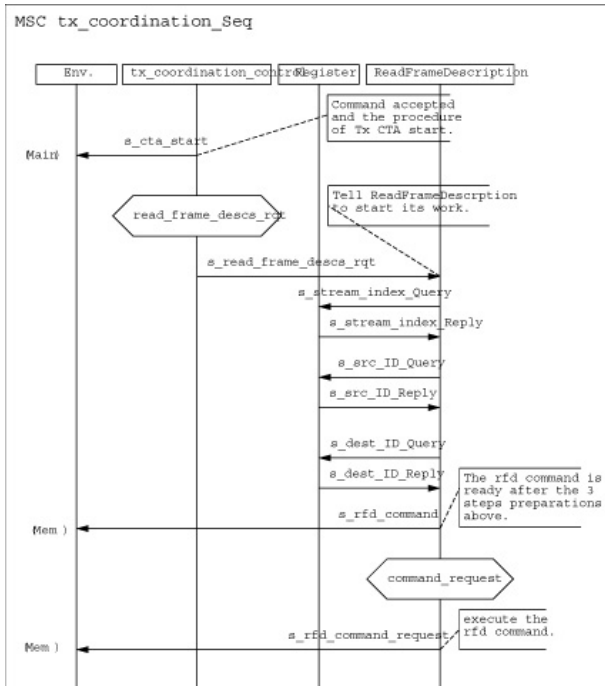 MSC tx_coordination_Seq
Env. tx_coordination_control Register ReadFrameDescription
Command accepted
and the procedure
of Tx CTA start.
s_cta_start
(Main)
Tell ReadFrameDescrption
to start its work.
read_frame_descs_rqt
s_read_frame_descs_rqt
s_stream_index_Query
s_stream_index_Reply
s_src_ID_Query
s_src_ID_Reply
s_dest_ID_Query
s_dest_ID_Reply
The rfd command is
ready after the 3
steps preparations
above.
s_rfd_command
(Mem)
command_request
execute the
rfd command.
s_rfd_command_request
(Mem)